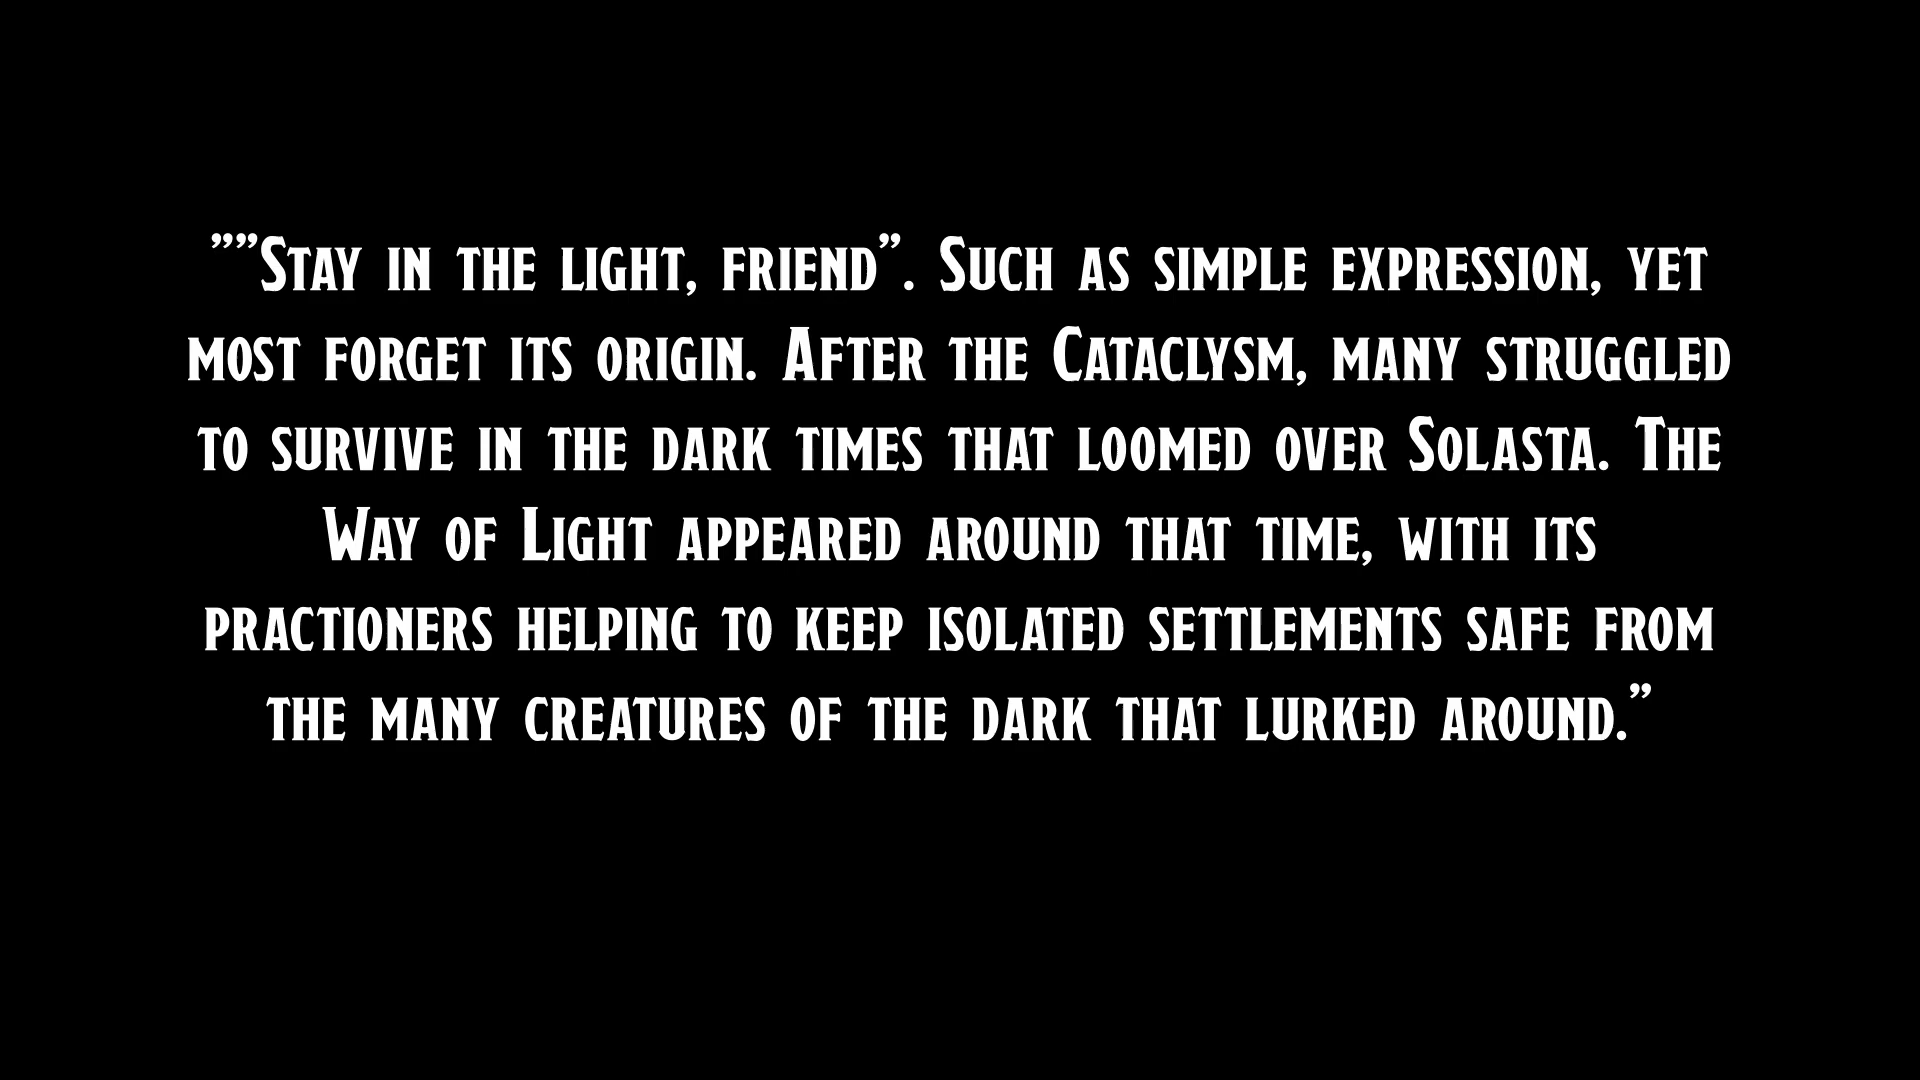 ””Stay in the light, friend”. Such as simple expression, yet
most forget its origin. After the Cataclysm, many struggled
to survive in the dark times that loomed over Solasta. The
Way of Light appeared around that time, with its
practioners helping to keep isolated settlements safe from
the many creatures of the dark that lurked around.”